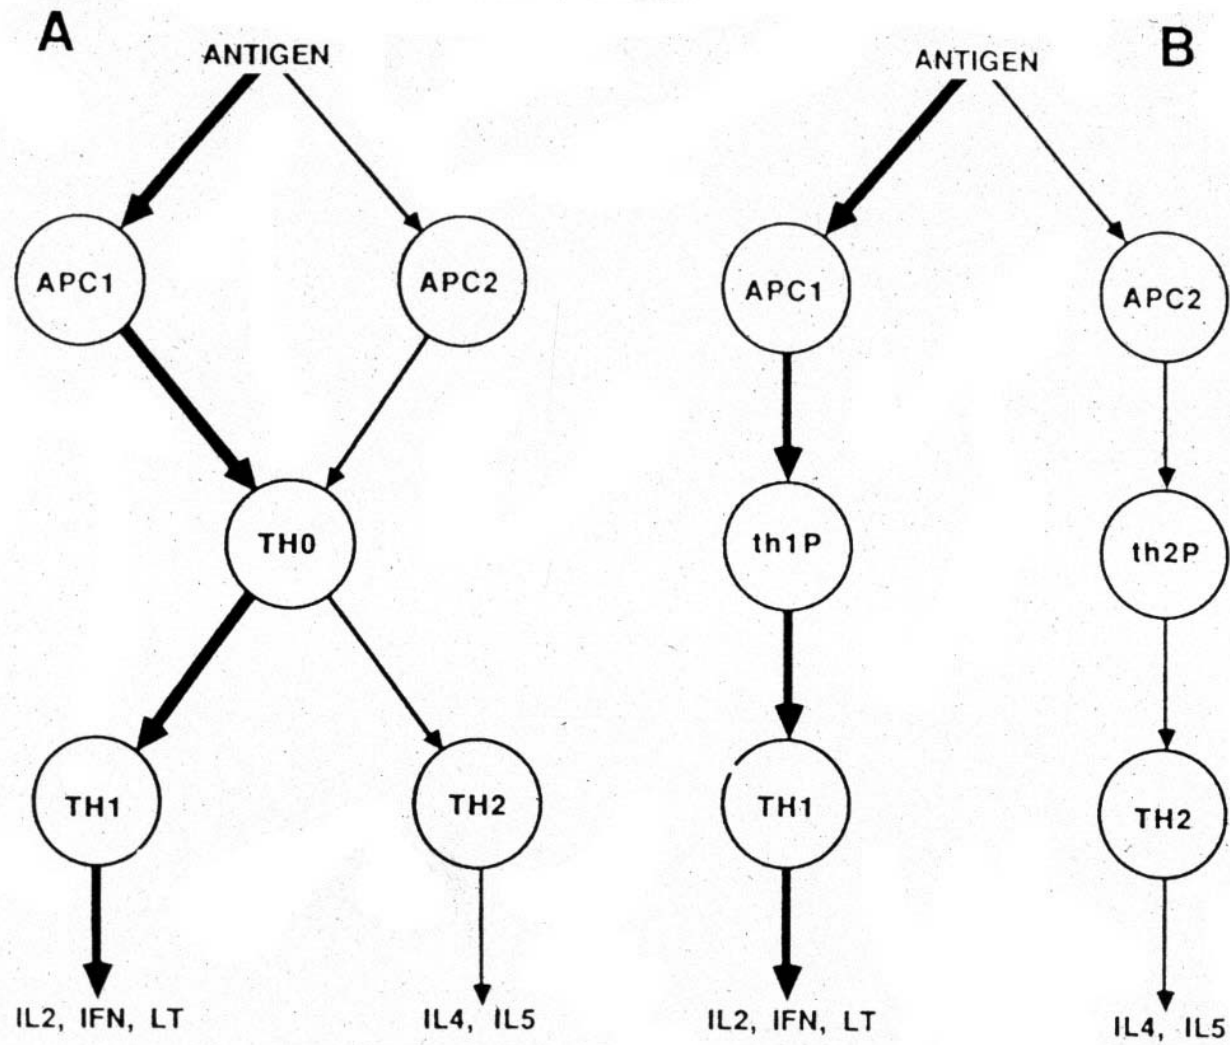 A
ANTIGEN
APC1
APC2
TH0
TH1
TH2
IL2, IFN, LT
IL4, IL5
B
ANTIGEN
APC1
APC2
th1P
th2P
TH1
TH2
IL2, IFN, LT
IL4, IL5